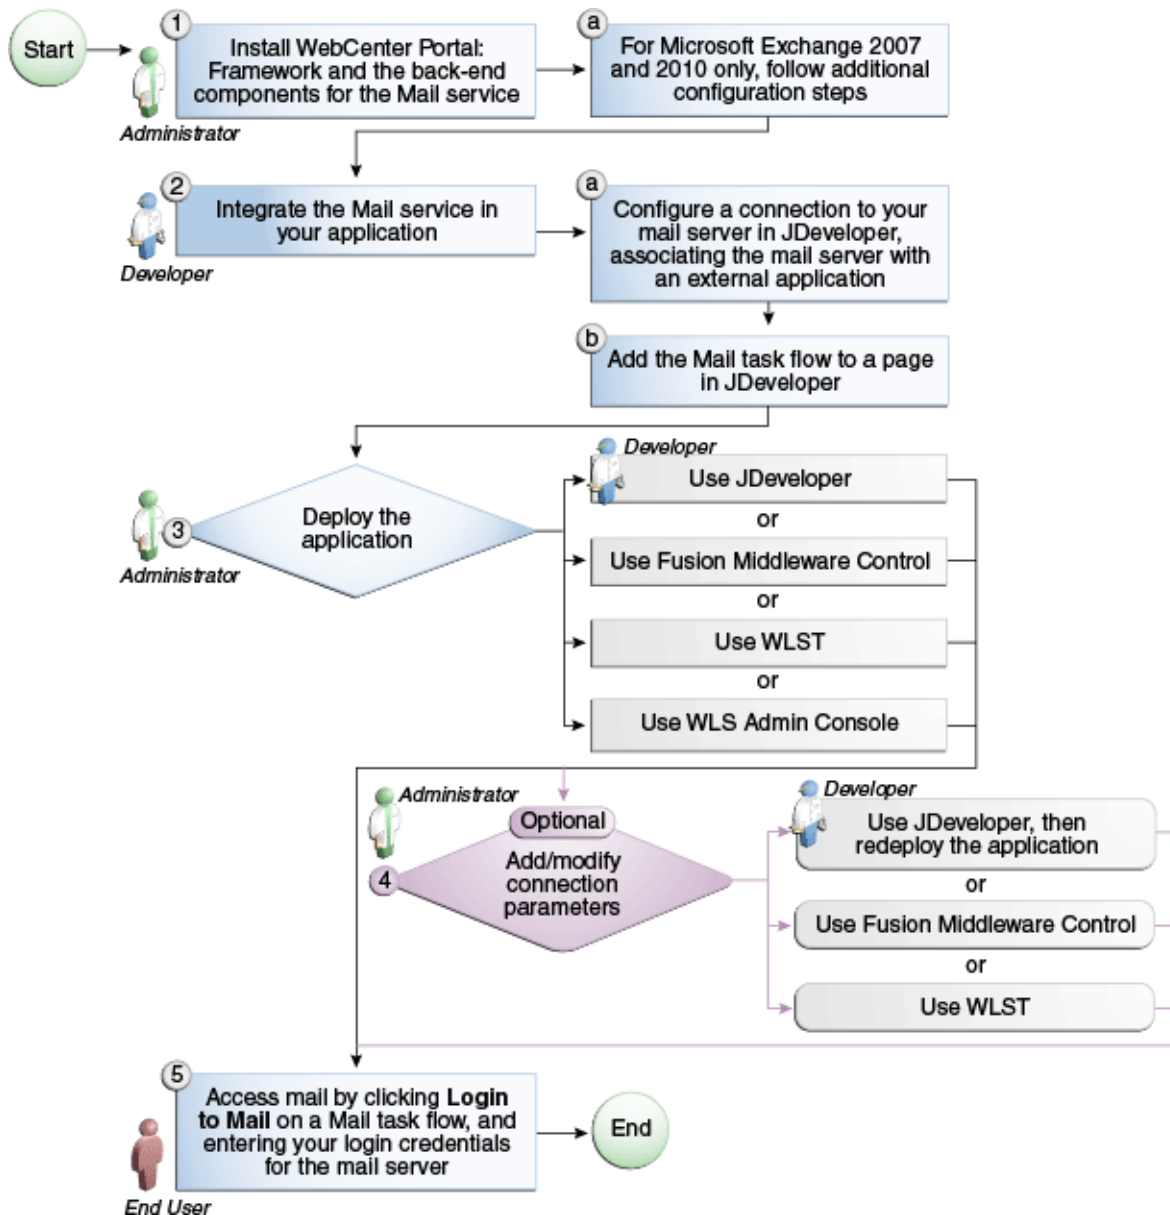 Start
1
Install WebCenter Portal:
Framework and the back-end
components for the Mail service
Administrator
a
For Microsoft Exchange 2007
and 2010 only, follow additional
configuration steps
2
Integrate the Mail service in
your application
Developer
a
Configure a connection to your
mail server in JDeveloper,
associating the mail server with
an external application
b
Add the Mail task flow to a page
in JDeveloper
3
Deploy the
application
Administrator
Developer
Use JDeveloper
or
Use Fusion Middleware Control
or
Use WLST
or
Use WLS Admin Console
Administrator
Optional
4
Add/modify
connection
parameters
Developer
Use JDeveloper, then
redeploy the application
or
Use Fusion Middleware Control
or
Use WLST
5
Access mail by clicking Login
to Mail on a Mail task flow, and
entering your login credentials
for the mail server
End User
End